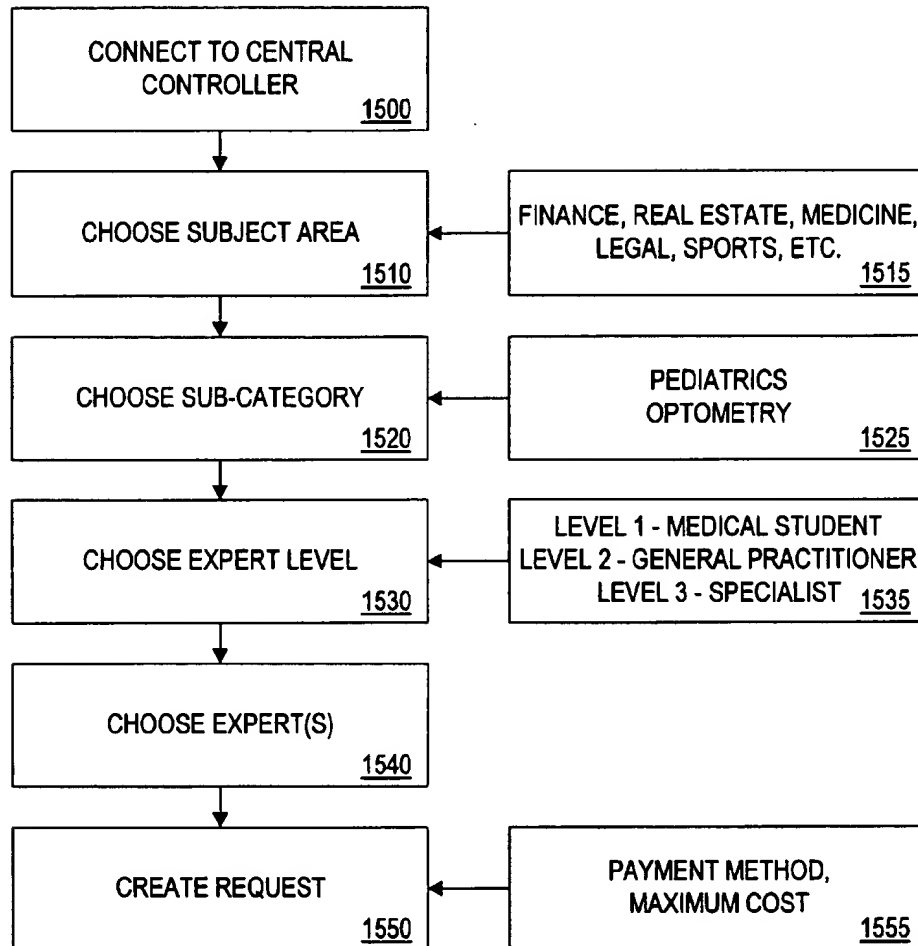 CONNECT TO CENTRAL
CONTROLLER
1500
CHOOSE SUBJECT AREA
1510
FINANCE, REAL ESTATE, MEDICINE,
LEGAL, SPORTS, ETC.
1515
CHOOSE SUB-CATEGORY
1520
PEDIATRICS
OPTOMETRY
1525
CHOOSE EXPERT LEVEL
1530
LEVEL 1 - MEDICAL STUDENT
LEVEL 2 - GENERAL PRACTITIONER
LEVEL 3 - SPECIALIST 1535
CHOOSE EXPERT(S)
1540
CREATE REQUEST
1550
PAYMENT METHOD,
MAXIMUM COST
1555